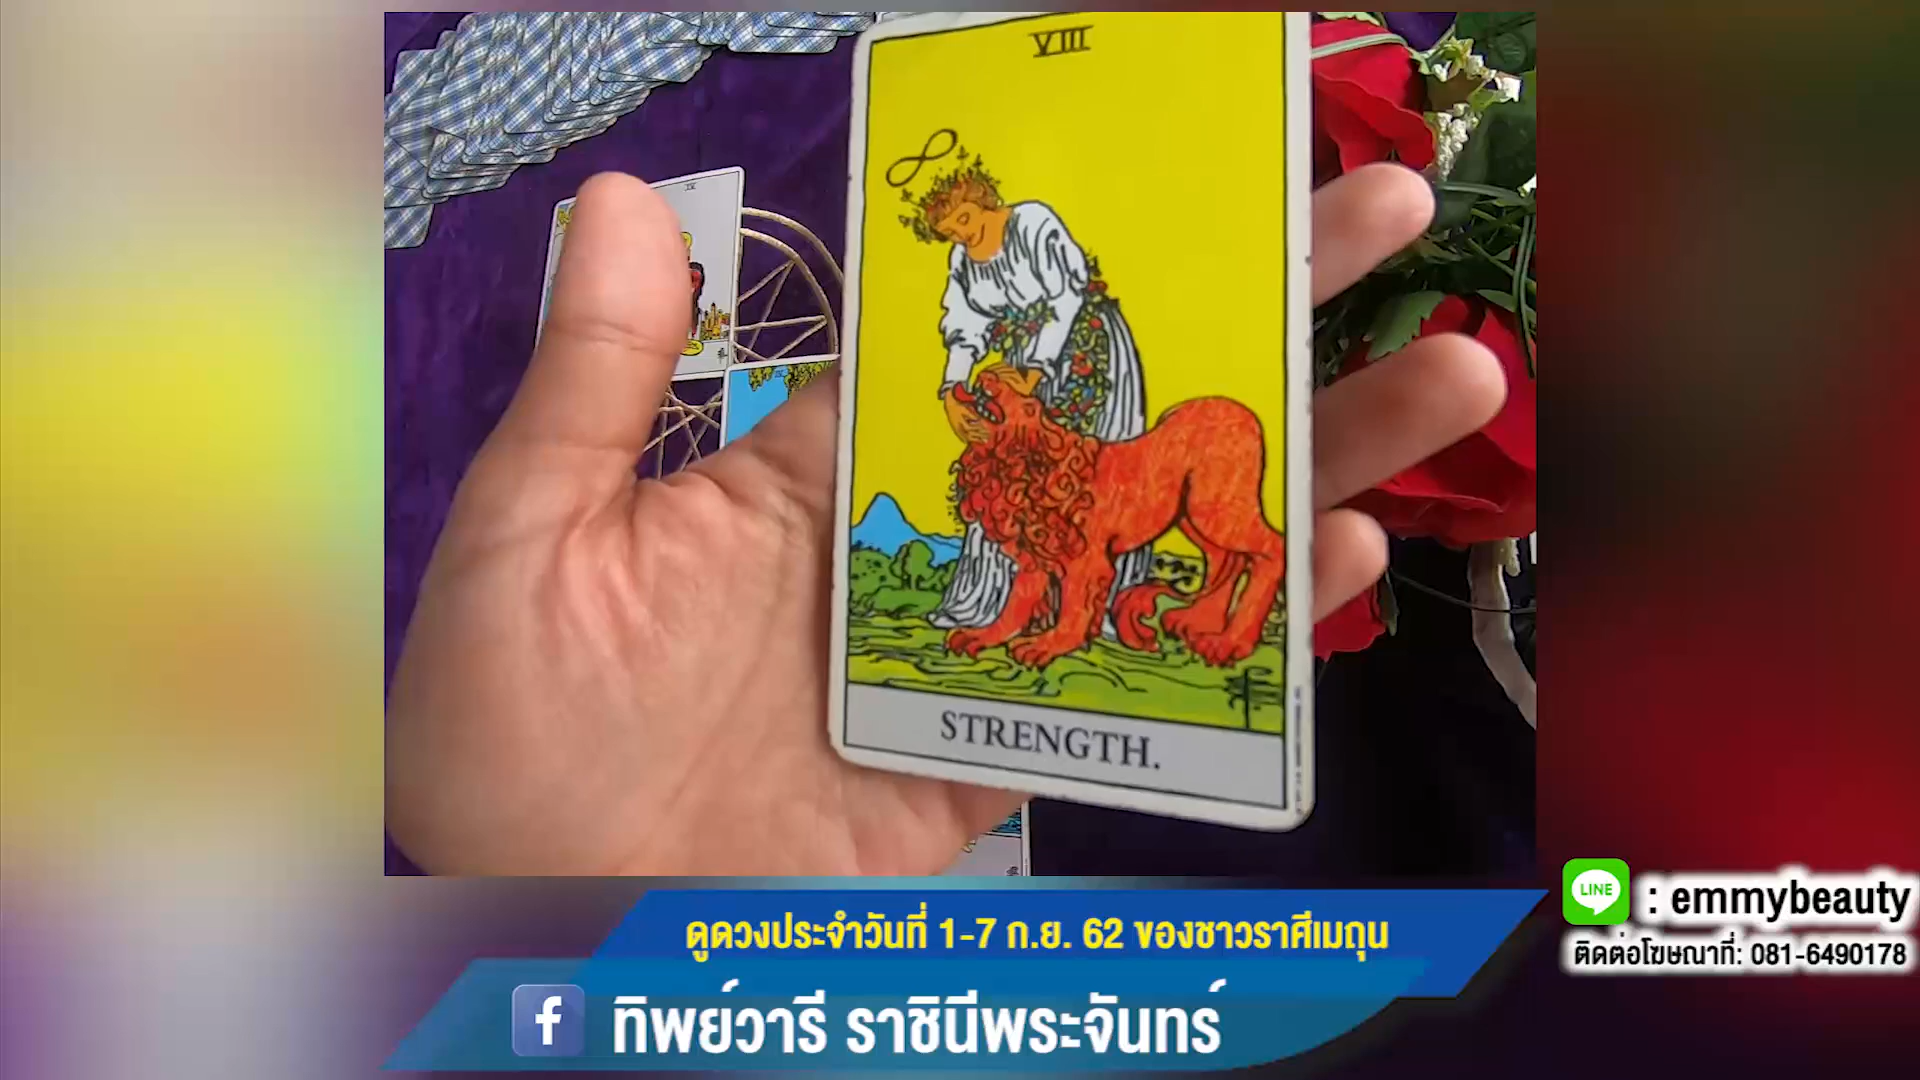 VIII
STRENGTH.
LINE : emmybeauty
ติดต่อโฆษณาที่: 081-6490178
ดูดวงประจำวันที่ 1-7 ก.ย. 62 ของชาวราศีเมถุน
f ทิพย์วารี ราชินีพระจันทร์